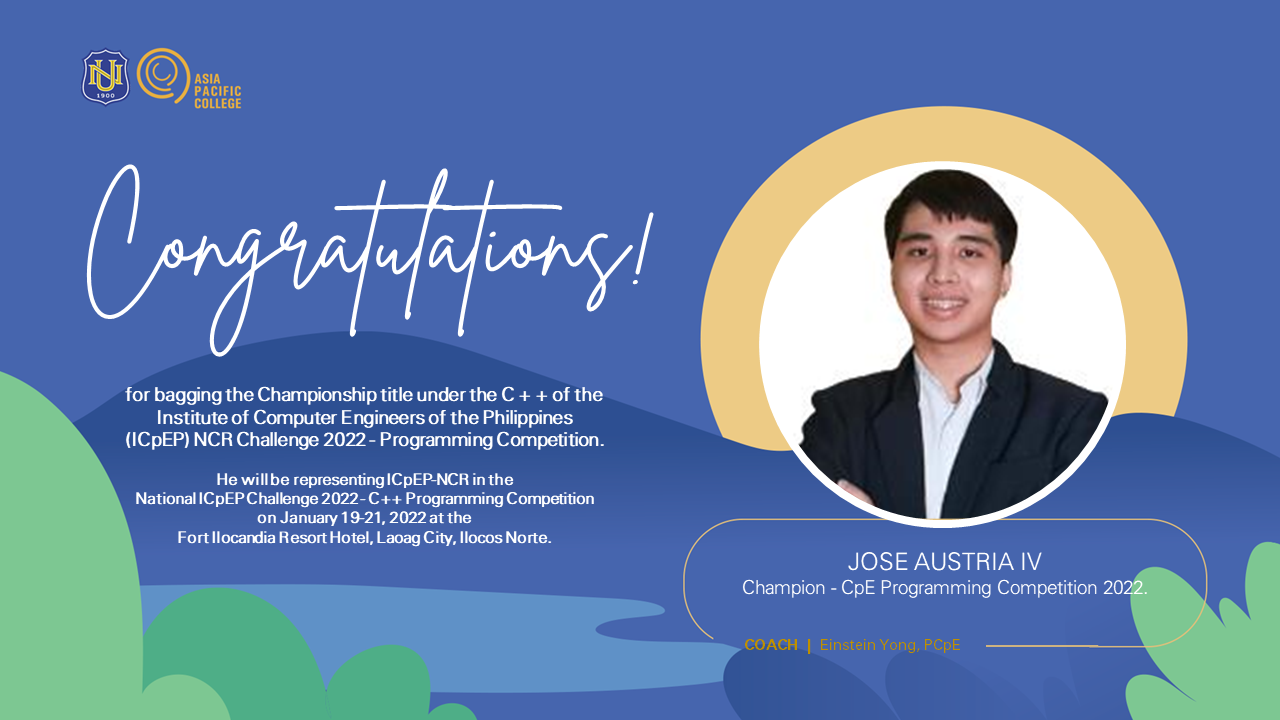 NU
1900
ASIA
PACIFIC
COLLEGE
Congratulations!
for bagging the Championship title under the C + + of the
Institute of Computer Engineers of the Philippines
(ICpEP) NCR Challenge 2022 - Programming Competition.
He will be representing ICpEP-NCR in the
National ICpEP Challenge 2022 - C++ Programming Competition
on January 19-21, 2022 at the
Fort Ilocandia Resort Hotel, Laoag City, Ilocos Norte.
JOSE AUSTRIA IV
Champion - CpE Programming Competition 2022.
COACH | Einstein Yong, PCpE